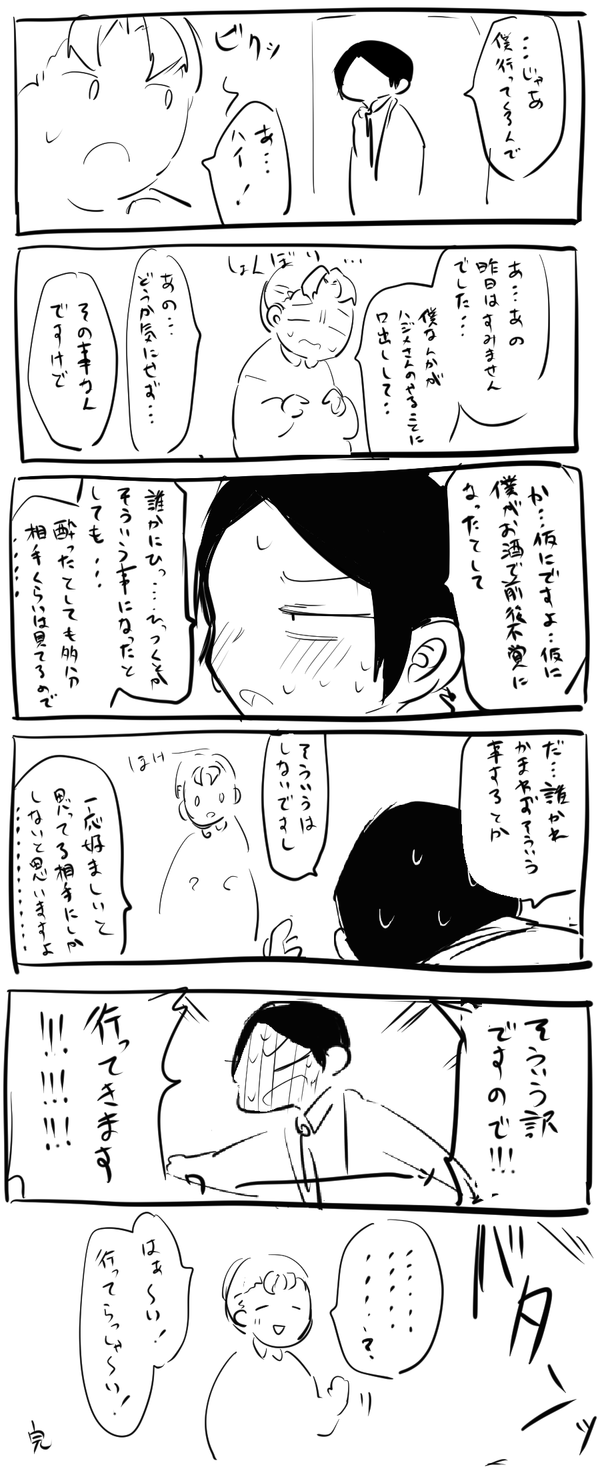 …じゃあ
僕行ってくるんで
ビクッ
あ…
ハイ！
あ…あの
昨日はすみません
でした…
僕なんかが
ハジメさんのやることに
口出しして…
しょんぼり…
あの…
どうか気にせず…
その事なん
ですけど
か…仮にですよ…仮に
僕がお酒で前後不覚に
なったとして
誰かにひっ…ひっつくとか
そういう事になったと
しても…
酔ったとしても多分
相手くらいは見てるので
……
だ…誰かれ
かまわずそういう
事するとか
そういうのは
しないですし
ほけー
一応好ましいと
思ってる相手にしか
しないと思いますよ
…………
そういう訳
ですので!!!
行ってきます
!!! !!! !!!
バタンッ
…………?
はぁ〜い！
行ってらっしゃ〜い！
完